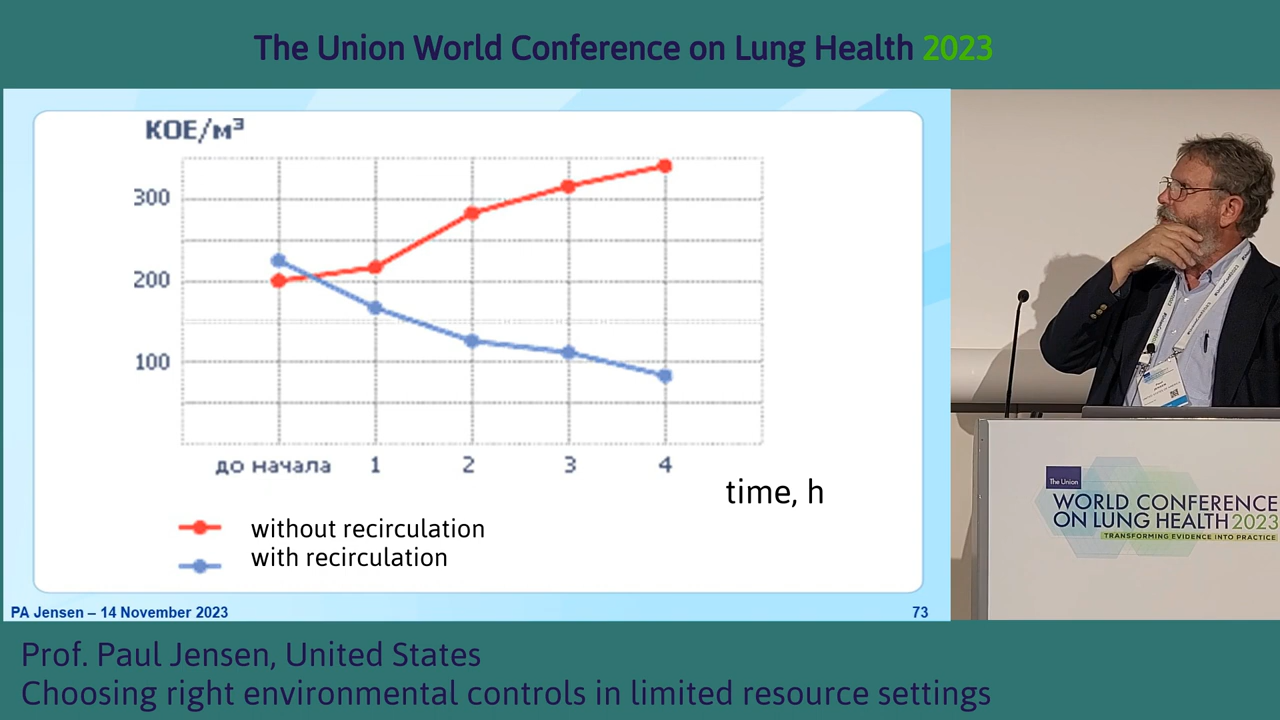 The Union World Conference on Lung Health 2023
КОЕ/м³
300
200
100
до начала 1 2 3 4
time, h
without recirculation
with recirculation
PA Jensen – 14 November 2023
73
The Union
WORLD CONFERENCE
ON LUNG HEALTH 2023
TRANSFORMING EVIDENCE INTO PRACTICE
Prof. Paul Jensen, United States
Choosing right environmental controls in limited resource settings